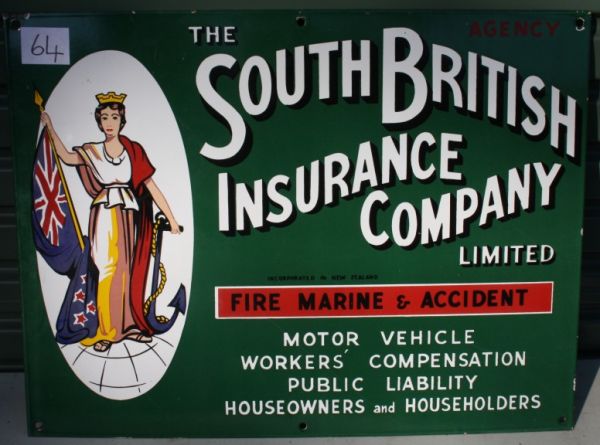 64
AGENCY
THE
SOUTH BRITISH
INSURANCE
COMPANY
LIMITED
INCORPORATED IN NEW ZEALAND
FIRE MARINE & ACCIDENT
MOTOR VEHICLE
WORKERS' COMPENSATION
PUBLIC LIABILITY
HOUSEOWNERS and HOUSEHOLDERS